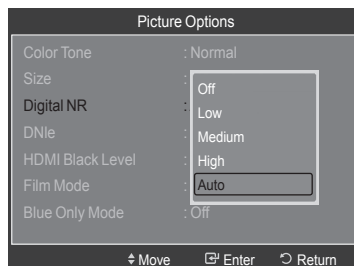 Picture Options
Color Tone : Normal
Size :
Digital NR :
DNIe :
HDMI Black Level :
Film Mode :
Blue Only Mode : Off
Off
Low
Medium
High
Auto
Move Enter Return